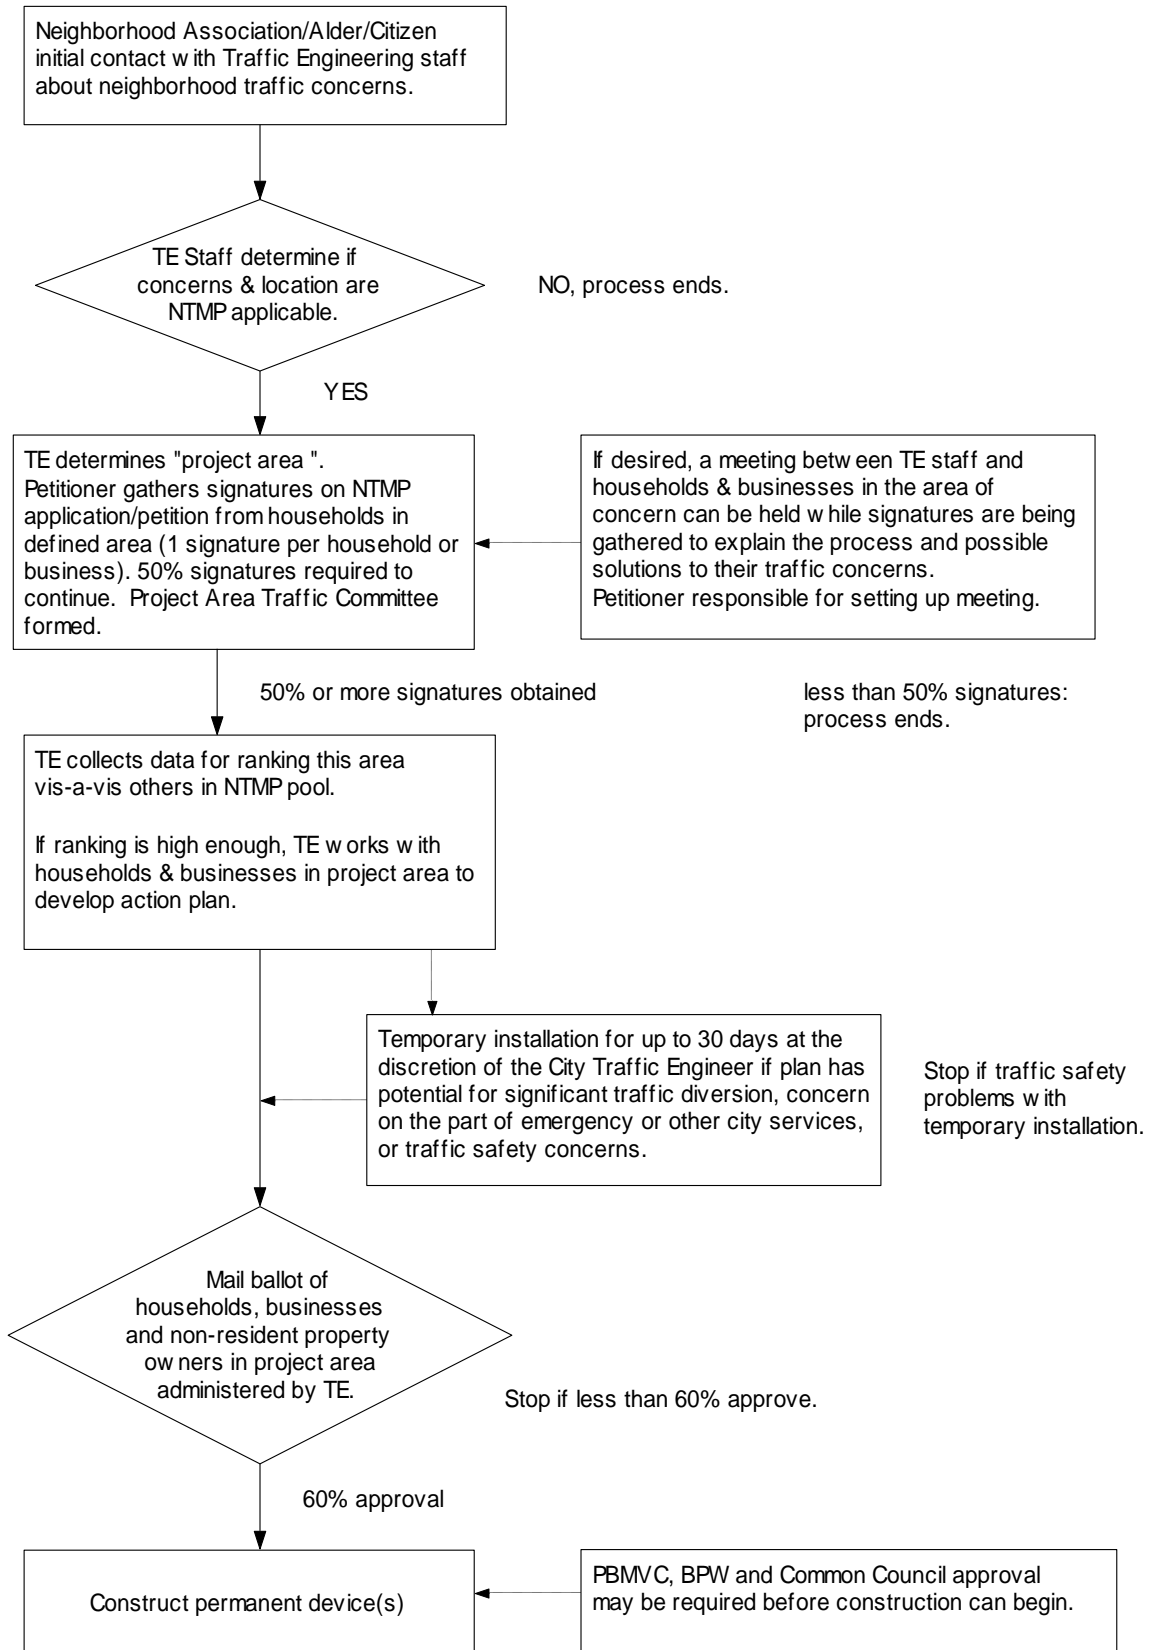 Neighborhood Association/Alder/Citizen
initial contact with Traffic Engineering staff
about neighborhood traffic concerns.
TE Staff determine if
concerns & location are
NTMP applicable.
NO, process ends.
YES
TE determines "project area ".
Petitioner gathers signatures on NTMP
application/petition from households in
defined area (1 signature per household or
business). 50% signatures required to
continue.  Project Area Traffic Committee
formed.
If desired, a meeting between TE staff and
households & businesses in the area of
concern can be held while signatures are being
gathered to explain the process and possible
solutions to their traffic concerns.
Petitioner responsible for setting up meeting.
50% or more signatures obtained
less than 50% signatures:
process ends.
TE collects data for ranking this area
vis-a-vis others in NTMP pool.
If ranking is high enough, TE works with
households & businesses in project area to
develop action plan.
Temporary installation for up to 30 days at the
discretion of the City Traffic Engineer if plan has
potential for significant traffic diversion, concern
on the part of emergency or other city services,
or traffic safety concerns.
Stop if traffic safety
problems with
temporary installation.
Mail ballot of
households, businesses
and non-resident property
owners in project area
administered by TE.
Stop if less than 60% approve.
60% approval
Construct permanent device(s)
PBMVC, BPW and Common Council approval
may be required before construction can begin.